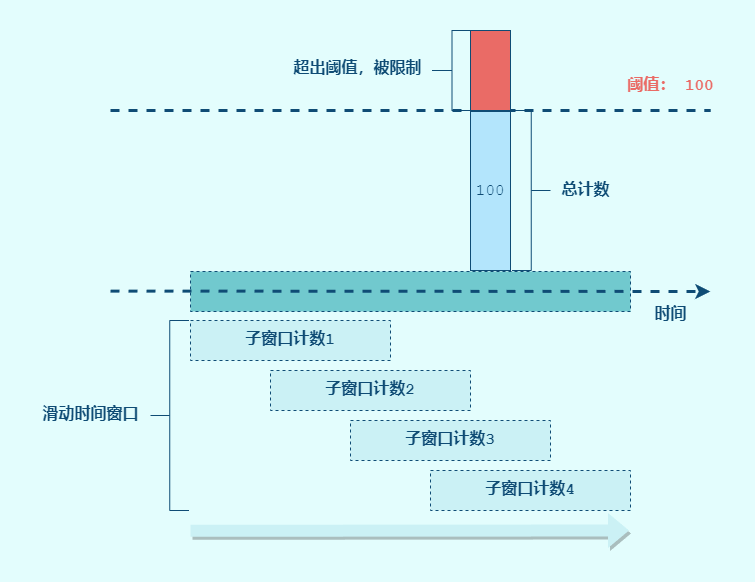 超出阈值，被限制
阈值： 100
100
总计数
时间
子窗口计数1
子窗口计数2
滑动时间窗口
子窗口计数3
子窗口计数4